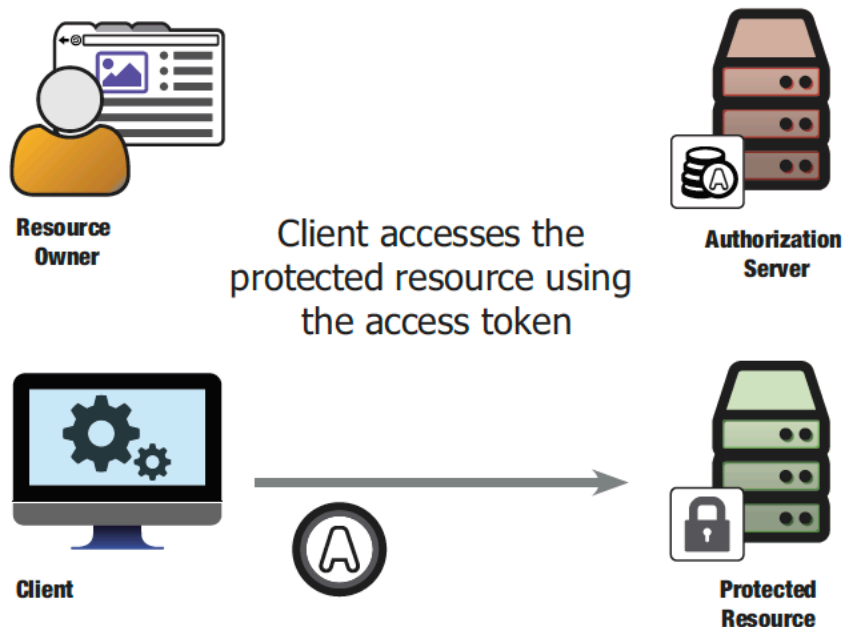 Resource
Owner
Client accesses the
protected resource using
the access token
A
Authorization
Server
Client
A
Protected
Resource